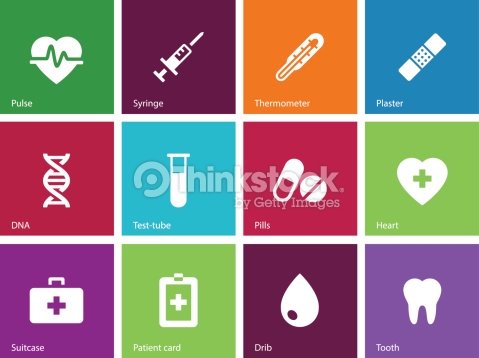 Pulse
Syringe
Thermometer
Plaster
Thinkstock
by Getty Images
DNA
Test-tube
Pills
Heart
Suitcase
Patient card
Drib
Tooth